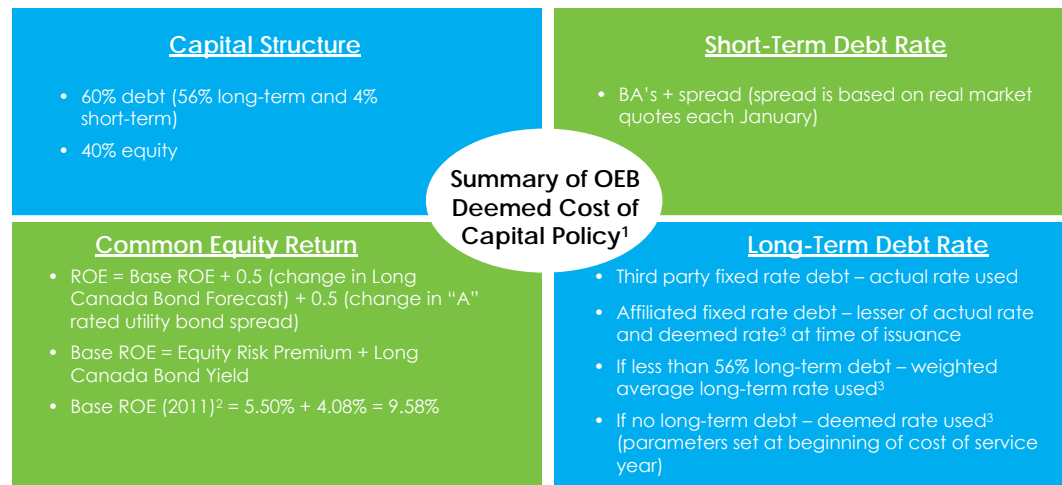 Capital Structure
• 60% debt (56% long-term and 4%
short-term)
• 40% equity
Short-Term Debt Rate
• BA's + spread (spread is based on real market
quotes each January)
Summary of OEB
Deemed Cost of
Capital Policy¹
Common Equity Return
• ROE = Base ROE + 0.5 (change in Long
Canada Bond Forecast) + 0.5 (change in "A"
rated utility bond spread)
• Base ROE = Equity Risk Premium + Long
Canada Bond Yield
• Base ROE (2011)² = 5.50% + 4.08% = 9.58%
Long-Term Debt Rate
• Third party fixed rate debt – actual rate used
• Affiliated fixed rate debt – lesser of actual rate
and deemed rate³ at time of issuance
• If less than 56% long-term debt – weighted
average long-term rate used³
• If no long-term debt – deemed rate used³
(parameters set at beginning of cost of service
year)